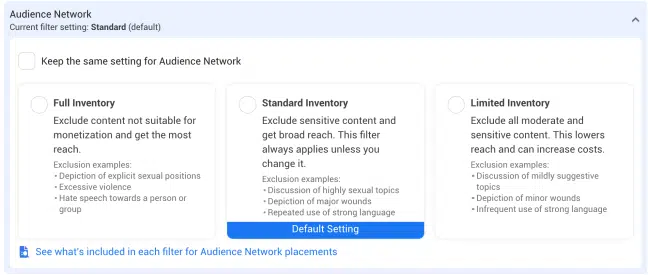 Audience Network
Current filter setting: Standard (default)
Keep the same setting for Audience Network
Full Inventory
Exclude content not suitable for
monetization and get the most
reach.
Exclusion examples:
• Depiction of explicit sexual positions
• Excessive violence
• Hate speech towards a person or
group
Standard Inventory
Exclude sensitive content and
get broad reach. This filter
always applies unless you
change it.
Exclusion examples:
• Discussion of highly sexual topics
• Depiction of major wounds
• Repeated use of strong language
Default Setting
Limited Inventory
Exclude all moderate and
sensitive content. This lowers
reach and can increase costs.
Exclusion examples:
• Discussion of mildly suggestive
topics
• Depiction of minor wounds
• Infrequent use of strong language
See what's included in each filter for Audience Network placements